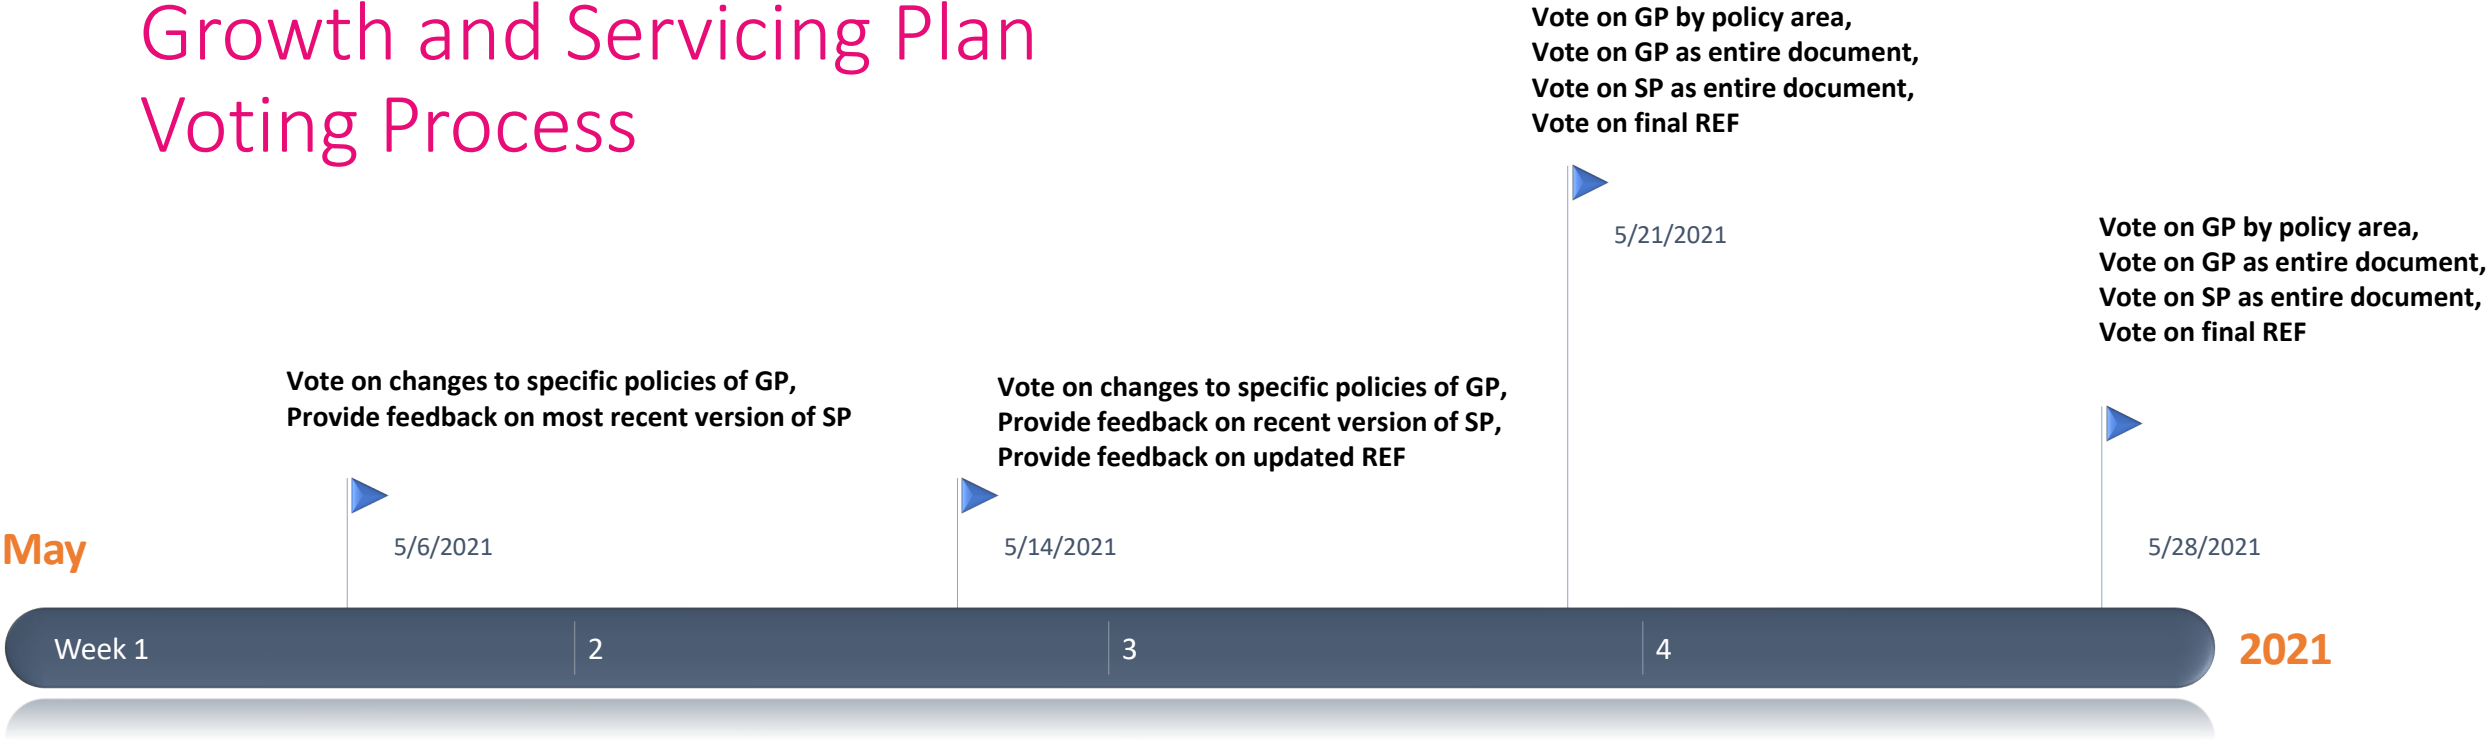 Growth and Servicing Plan
Voting Process
Vote on GP by policy area,
Vote on GP as entire document,
Vote on SP as entire document,
Vote on final REF
5/21/2021
Vote on GP by policy area,
Vote on GP as entire document,
Vote on SP as entire document,
Vote on final REF
Vote on changes to specific policies of GP,
Provide feedback on most recent version of SP
Vote on changes to specific policies of GP,
Provide feedback on recent version of SP,
Provide feedback on updated REF
May
5/6/2021
5/14/2021
5/28/2021
Week 1
2
3
4
2021